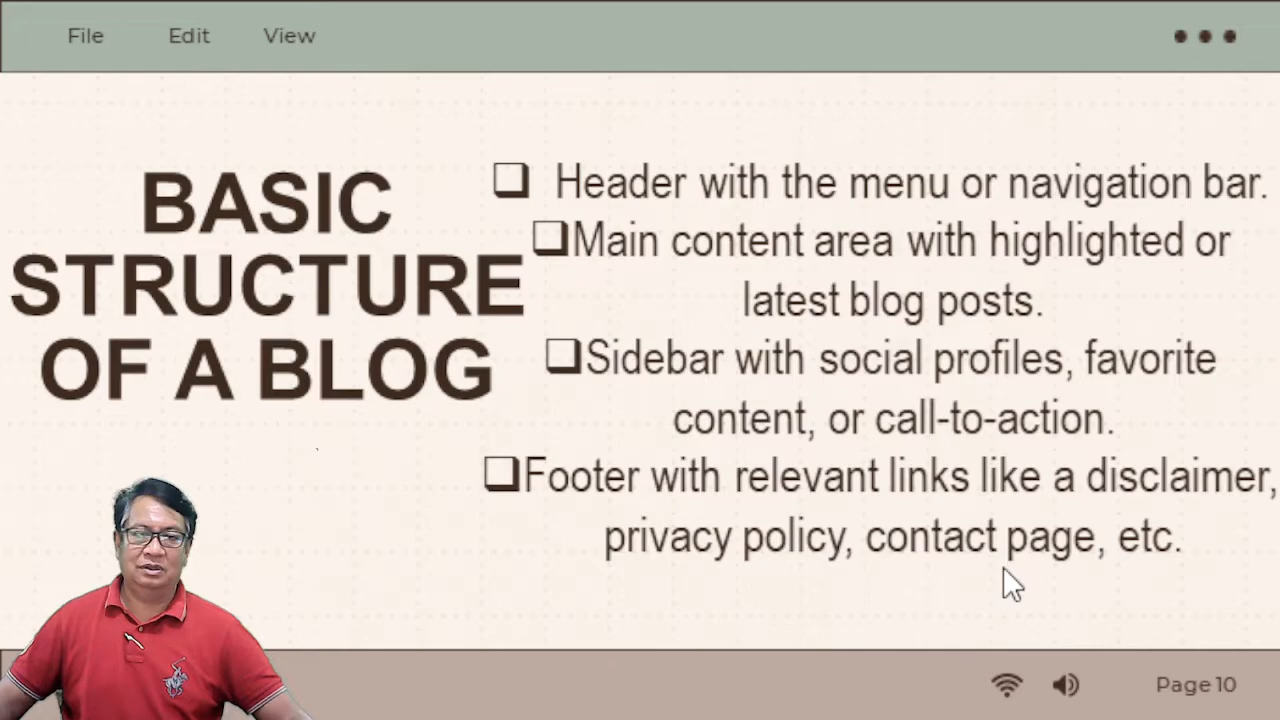 File Edit View
BASIC
STRUCTURE
OF A BLOG
❑ Header with the menu or navigation bar.
❑Main content area with highlighted or
latest blog posts.
❑Sidebar with social profiles, favorite
content, or call-to-action.
❑Footer with relevant links like a disclaimer,
privacy policy, contact page, etc.
Page 10